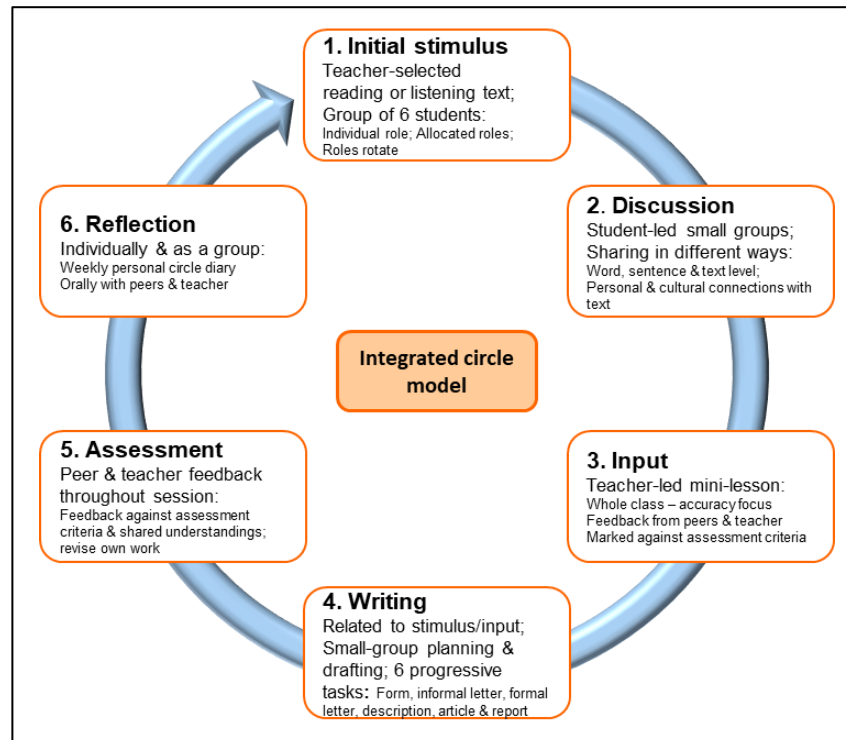 1. Initial stimulus
Teacher-selected
reading or listening text;
Group of 6 students:
Individual role; Allocated roles;
Roles rotate
2. Discussion
Student-led small groups;
Sharing in different ways:
Word, sentence & text level;
Personal & cultural connections with
text
3. Input
Teacher-led mini-lesson:
Whole class – accuracy focus
Feedback from peers & teacher
Marked against assessment criteria
4. Writing
Related to stimulus/input;
Small-group planning &
drafting; 6 progressive
tasks: Form, informal letter, formal
letter, description, article & report
5. Assessment
Peer & teacher feedback
throughout session:
Feedback against assessment
criteria & shared understandings;
revise own work
6. Reflection
Individually & as a group:
Weekly personal circle diary
Orally with peers & teacher
Integrated circle
model